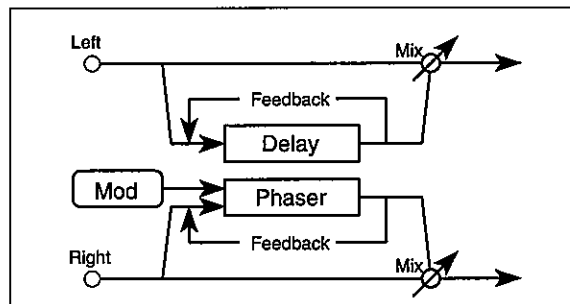 Left
Mix
Feedback
Delay
Mod
Phaser
Feedback
Right
Mix